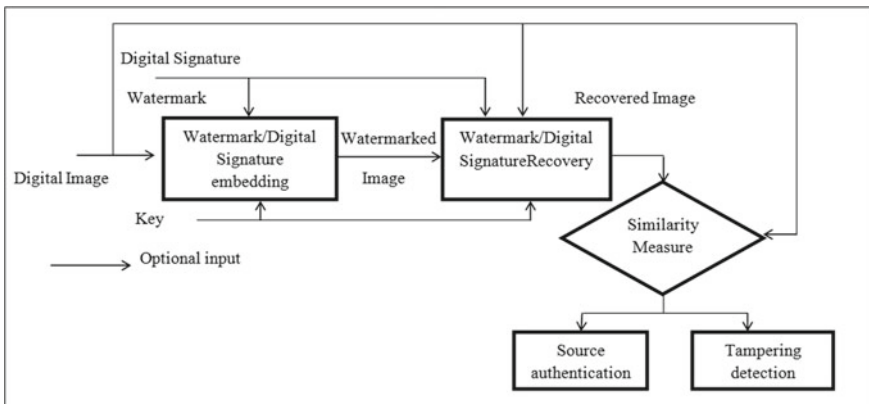 Digital Signature
Watermark
Recovered Image
Watermark/Digital
Signature
embedding
Watermarked
Image
Watermark/Digital
SignatureRecovery
Digital Image
Key
Similarity
Measure
Optional input
Source
authentication
Tampering
detection